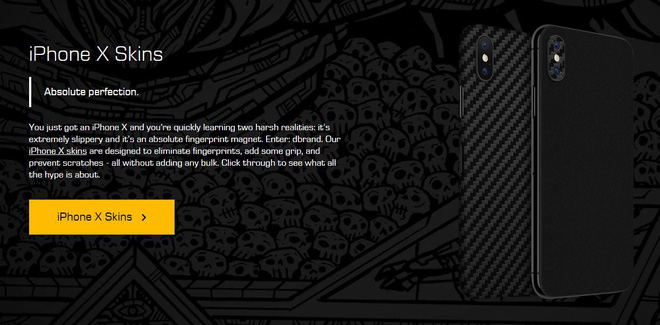 iPhone X Skins
Absolute perfection.
You just got an iPhone X and you're quickly learning two harsh realities: it's
extremely slippery and it's an absolute fingerprint magnet. Enter: dbrand. Our
iPhone X skins are designed to eliminate fingerprints, add some grip, and
prevent scratches - all without adding any bulk. Click through to see what all
the hype is about.
iPhone X Skins